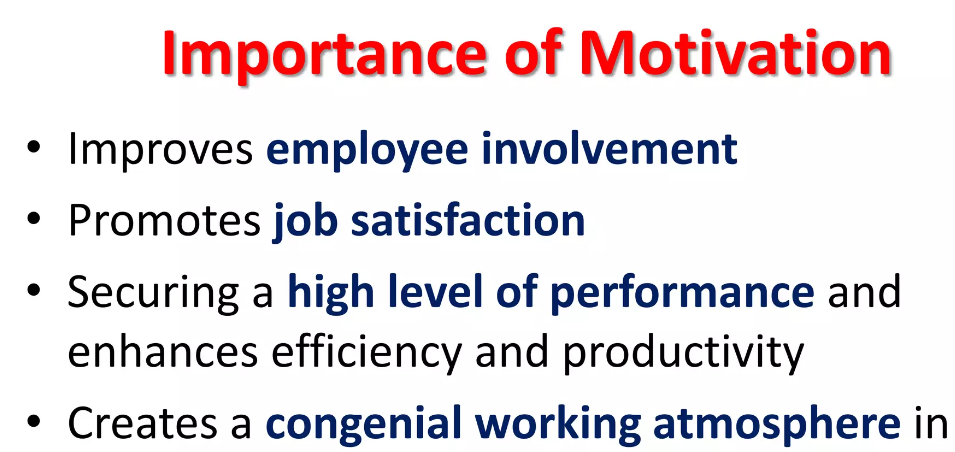 Importance of Motivation
• Improves employee involvement
• Promotes job satisfaction
• Securing a high level of performance and
enhances efficiency and productivity
• Creates a congenial working atmosphere in